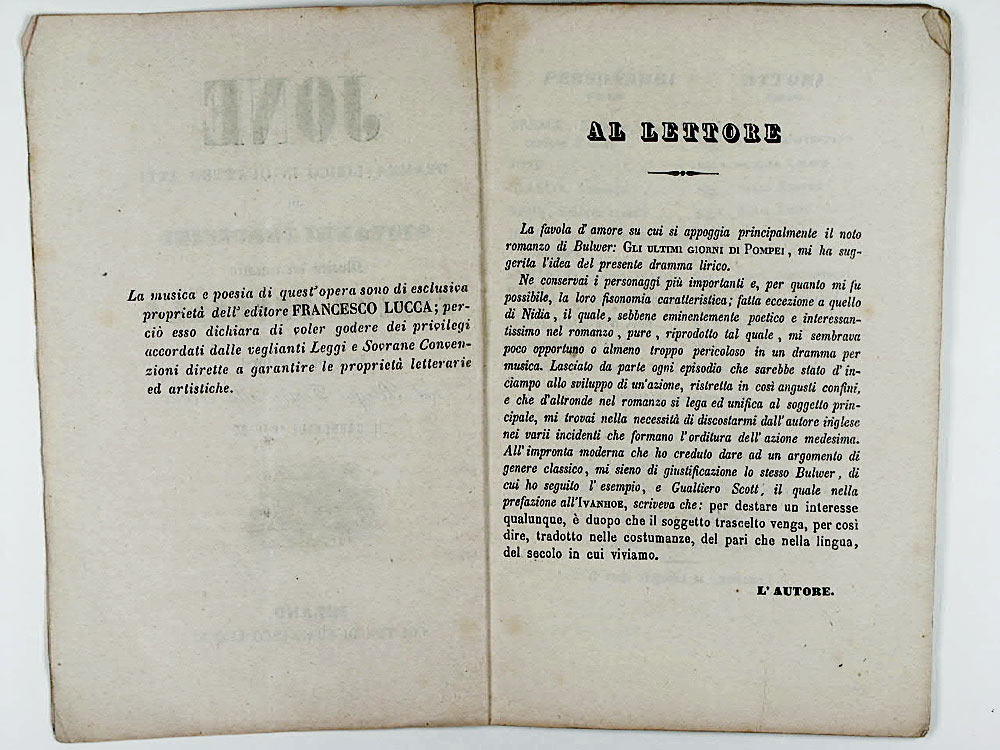 La musica e poesia di quest'opera sono di esclusiva
proprietà dell'editore FRANCESCO LUCCA; per-
ciò esso dichiara di voler godere dei privilegi
accordati dalle veglianti Leggi e Sovrane Conven-
zioni dirette a garantire le proprietà letterarie
ed artistiche.
AL LETTORE
La favola d'amore su cui si appoggia principalmente il noto
romanzo di Bulwer: GLI ULTIMI GIORNI DI POMPEI, mi ha sug-
gerita l'idea del presente dramma lirico.
Ne conservai i personaggi più importanti e, per quanto mi fu
possibile, la loro fisonomia caratteristica; fatta eccezione a quello
di Nidia, il quale, sebbene eminentemente poetico e interessan-
tissimo nel romanzo, pure, riprodotto tal quale, mi sembrava
poco opportuno o almeno troppo pericoloso in un dramma per
musica. Lasciato da parte ogni episodio che sarebbe stato d'in-
ciampo allo sviluppo di un'azione, ristretta in così angusti confini,
e che d'altronde nel romanzo si lega ed unifica al soggetto prin-
cipale, mi trovai nella necessità di discostarmi dall'autore inglese
nei varii incidenti che formano l'orditura dell'azione medesima.
All'impronta moderna che ho creduto dare ad un argomento di
genere classico, mi sieno di giustificazione lo stesso Bulwer, di
cui ho seguito l'esempio, e Gualtiero Scott, il quale nella
prefazione all'IVANHOE, scriveva che: per destare un interesse
qualunque, è duopo che il soggetto trascelto venga, per così
dire, tradotto nelle costumanze, del pari che nella lingua,
del secolo in cui viviamo.
L'AUTORE.